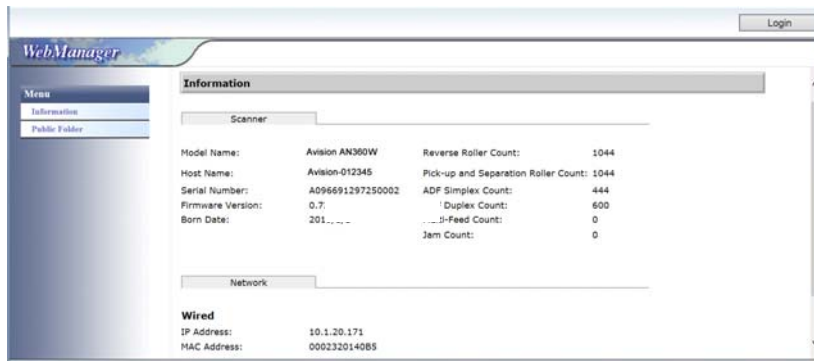 Login
WebManager
Menu
Information
Public Folder
Information
Scanner
Model Name: Avision AN360W Reverse Roller Count: 1044
Host Name: Avision-012345 Pick-up and Separation Roller Count: 1044
Serial Number: A096691297250002 ADF Simplex Count: 444
Firmware Version: Duplex Count: 600
Born Date: Count: 0
Jam Count: 0
Network
Wired
IP Address: 10.1.20.171
MAC Address: 0002320140B5